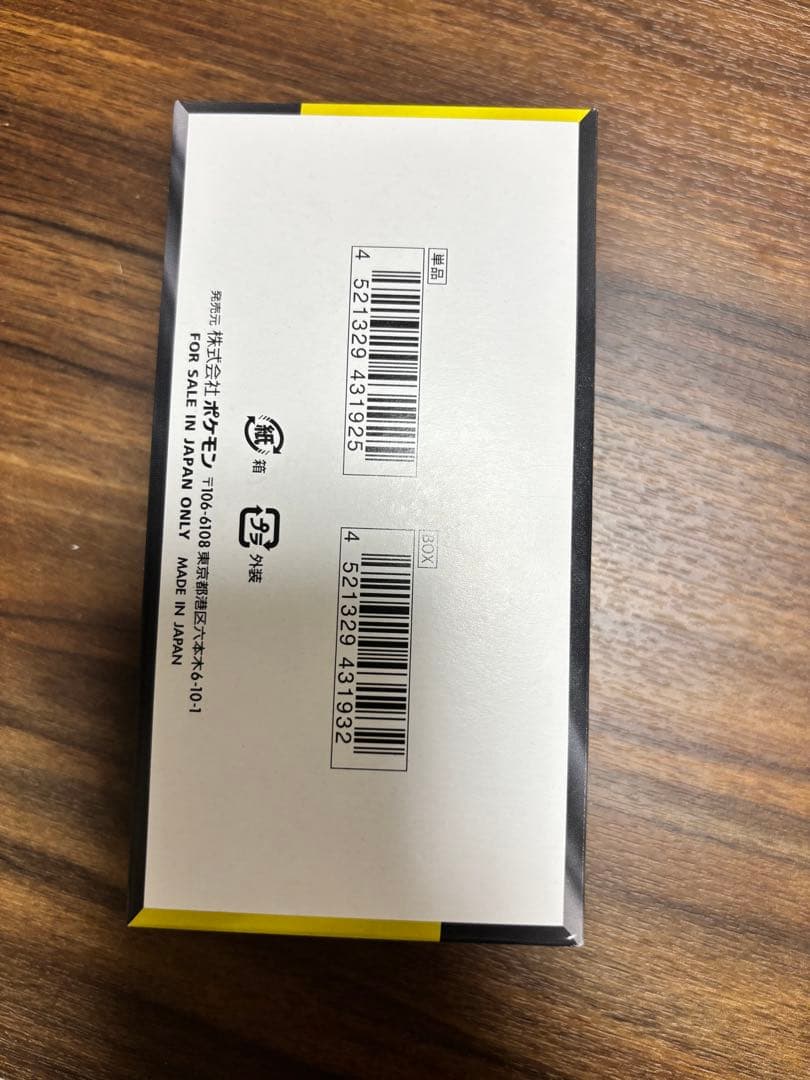 単品
4 521329 431925
BOX
4 521329 431932
紙 箱
プラ 外装
発売元 株式会社 ポケモン 〒106-6108 東京都港区六本木6-10-1
FOR SALE IN JAPAN ONLY MADE IN JAPAN